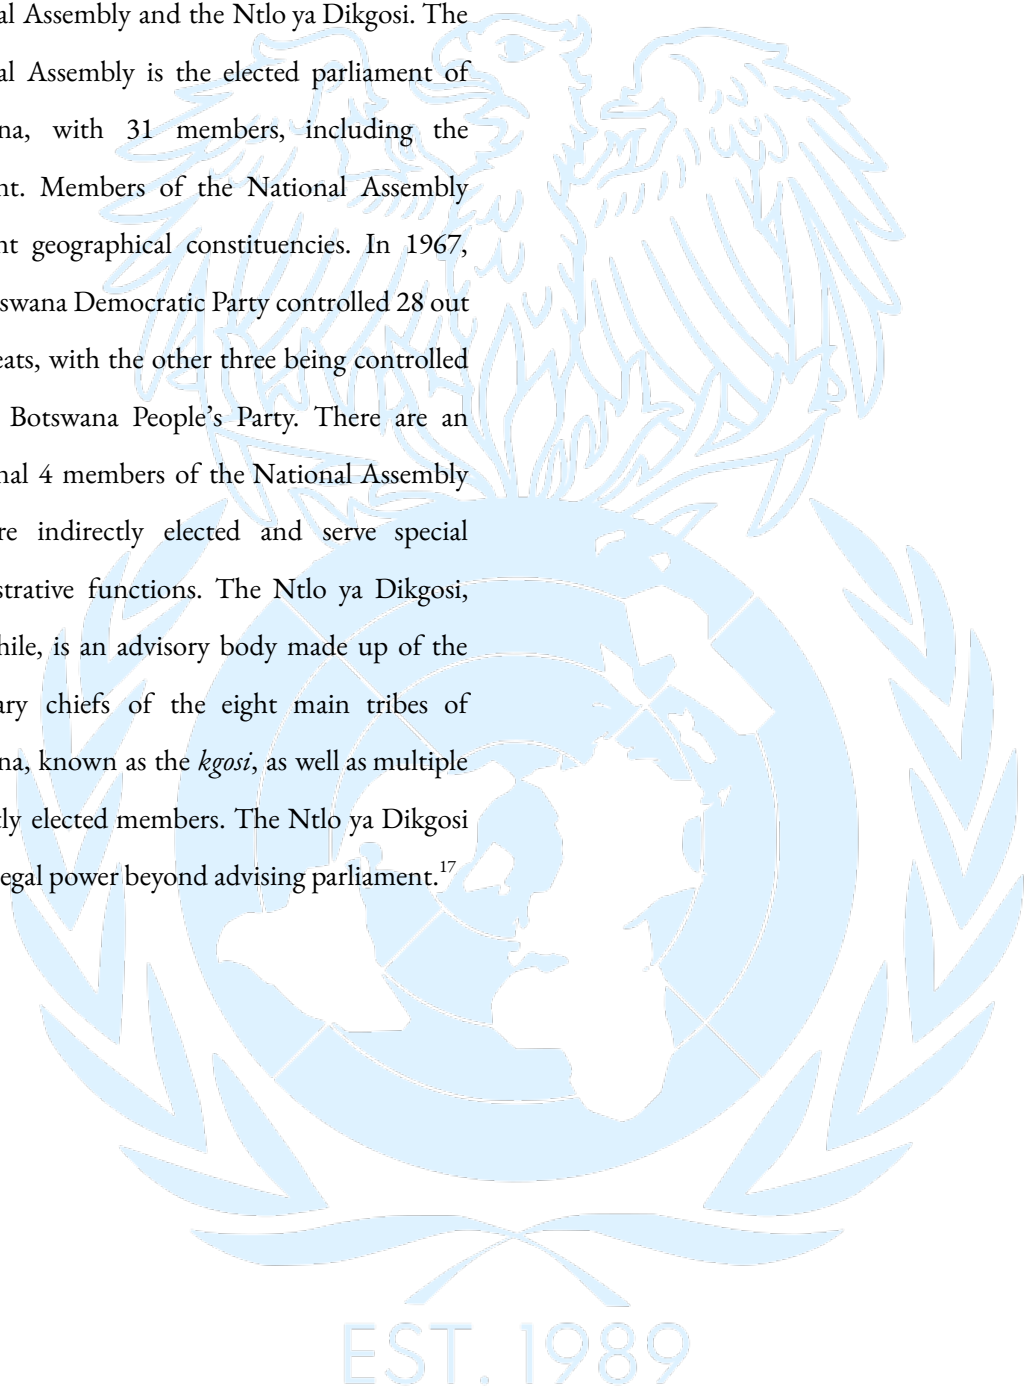 al Assembly and the Ntlo ya Dikgosi. The
al Assembly is the elected parliament of
na, with 31 members, including the
nt. Members of the National Assembly
nt geographical constituencies. In 1967,
swana Democratic Party controlled 28 out
eats, with the other three being controlled
Botswana People’s Party. There are an
nal 4 members of the National Assembly
re indirectly elected and serve special
strative functions. The Ntlo ya Dikgosi,
hile, is an advisory body made up of the
ary chiefs of the eight main tribes of
na, known as the kgosi, as well as multiple
tly elected members. The Ntlo ya Dikgosi
egal power beyond advising parliament.17
EST. 1989